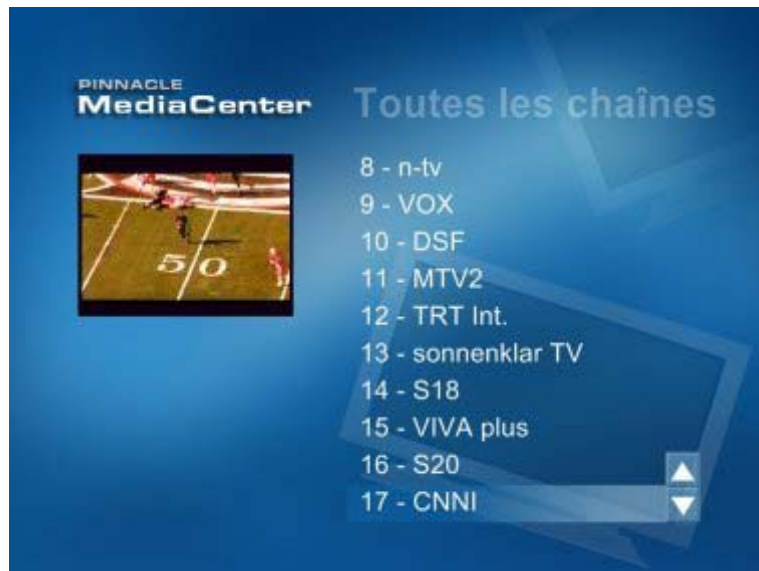 PINNACLE
MediaCenter
Toutes les chaînes
50
8 - n-tv
9 - VOX
10 - DSF
11 - MTV2
12 - TRT Int.
13 - sonnenklar TV
14 - S18
15 - VIVA plus
16 - S20
17 - CNNI